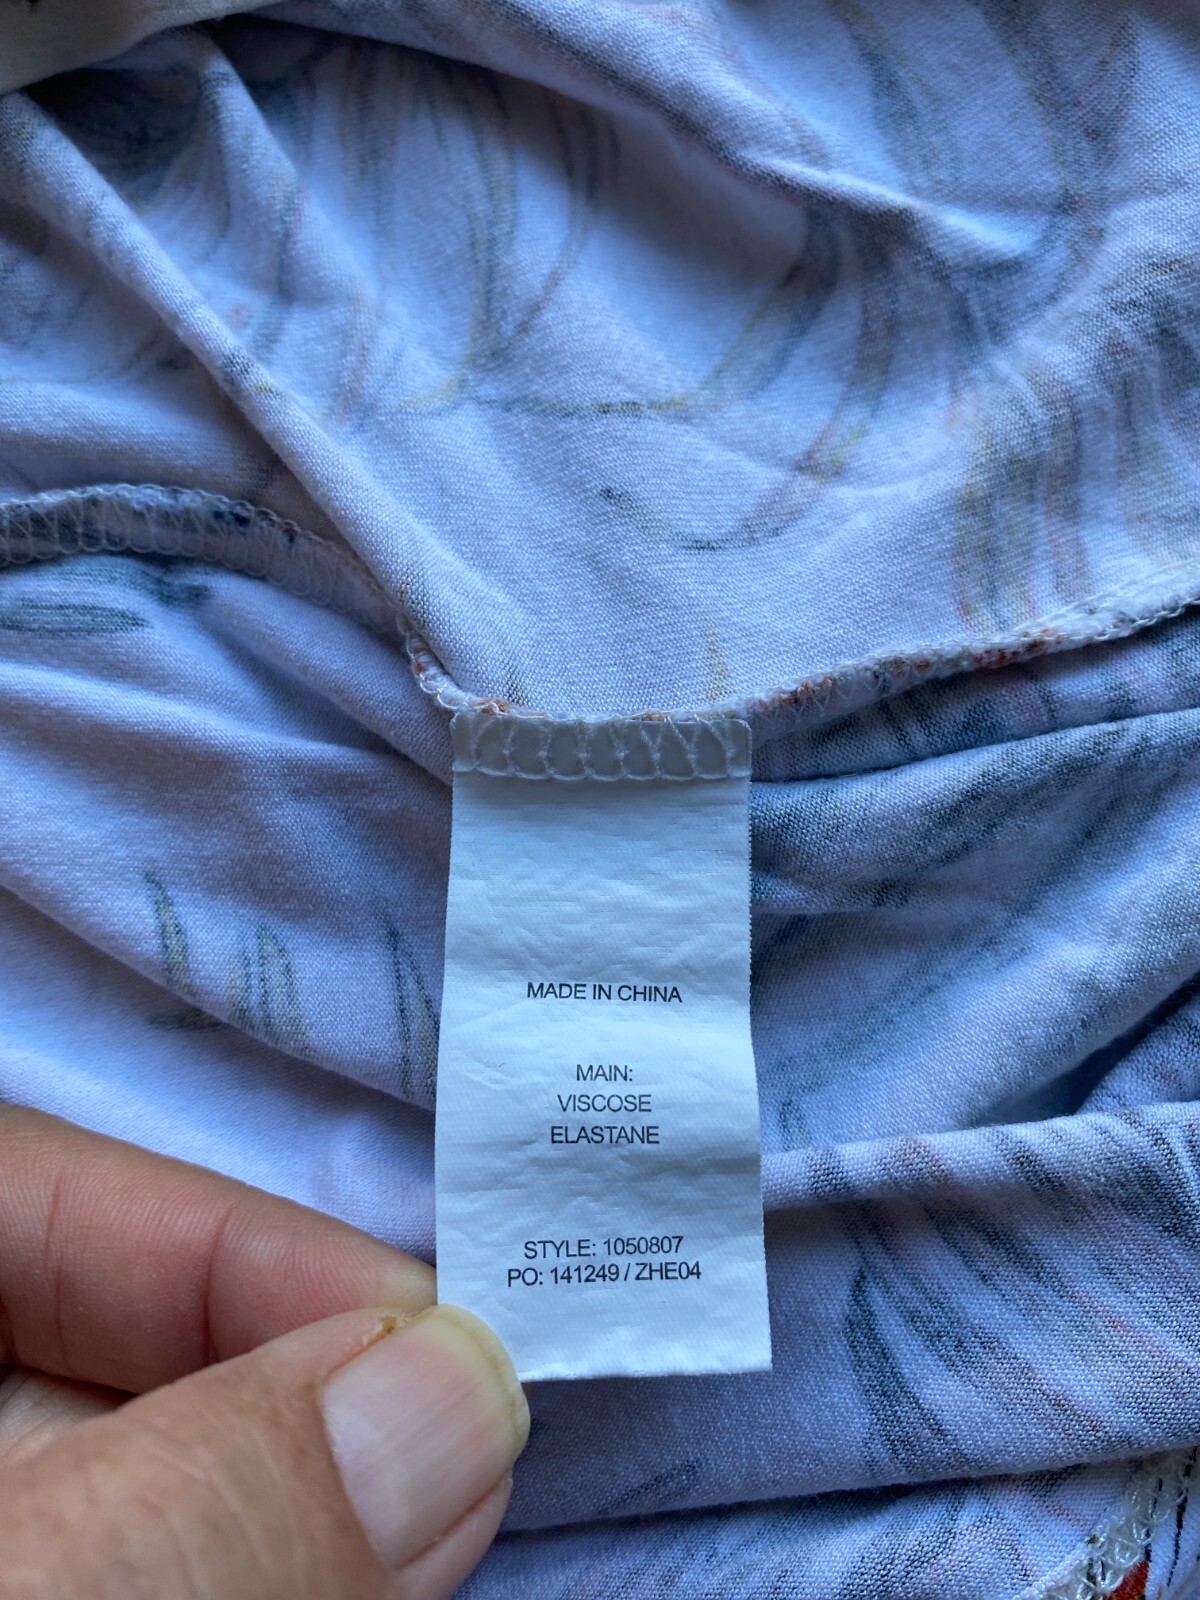 MADE IN CHINA
MAIN:
VISCOSE
ELASTANE
STYLE: 1050807
PO: 141249 / ZHE04